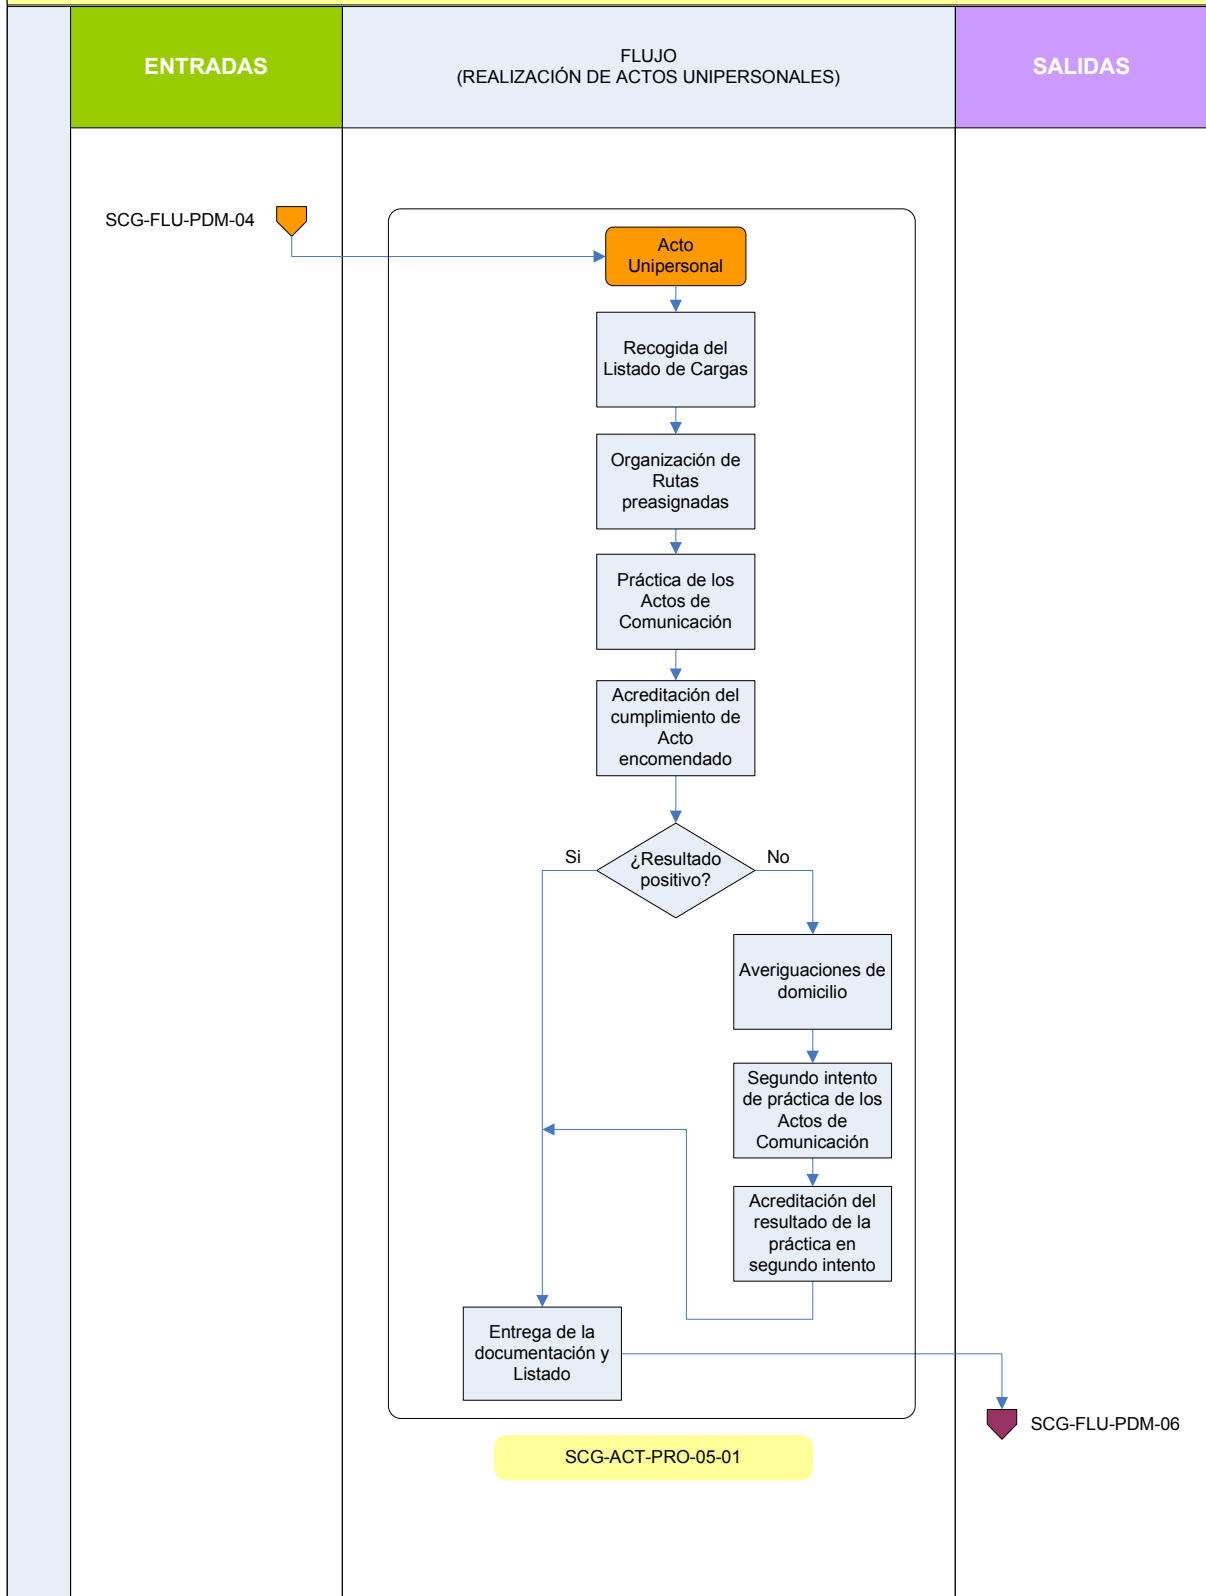 ENTRADAS
FLUJO
(REALIZACIÓN DE ACTOS UNIPERSONALES)
SALIDAS
SCG-FLU-PDM-04
Acto
Unipersonal
Recogida del
Listado de Cargas
Organización de
Rutas
preasignadas
Práctica de los
Actos de
Comunicación
Acreditación del
cumplimiento de
Acto
encomendado
Si
¿Resultado
positivo?
No
Averiguaciones de
domicilio
Segundo intento
de práctica de los
Actos de
Comunicación
Acreditación del
resultado de la
práctica en
segundo intento
Entrega de la
documentación y
Listado
SCG-FLU-PDM-06
SCG-ACT-PRO-05-01